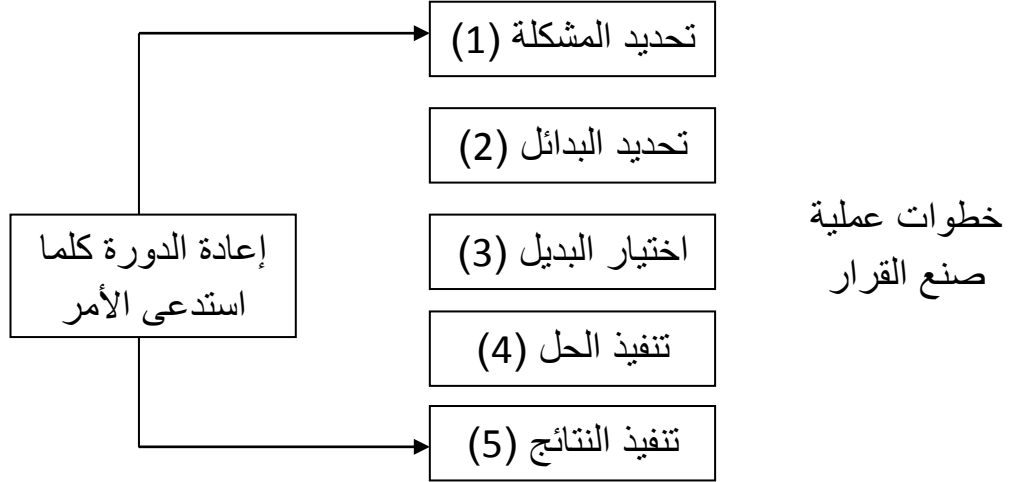 تحديد المشكلة (1)
تحديد البدائل (2)
خطوات عملية
صنع القرار
اختيار البديل (3)
إعادة الدورة كلما
استدعى الأمر
تنفيذ الحل (4)
تنفيذ النتائج (5)